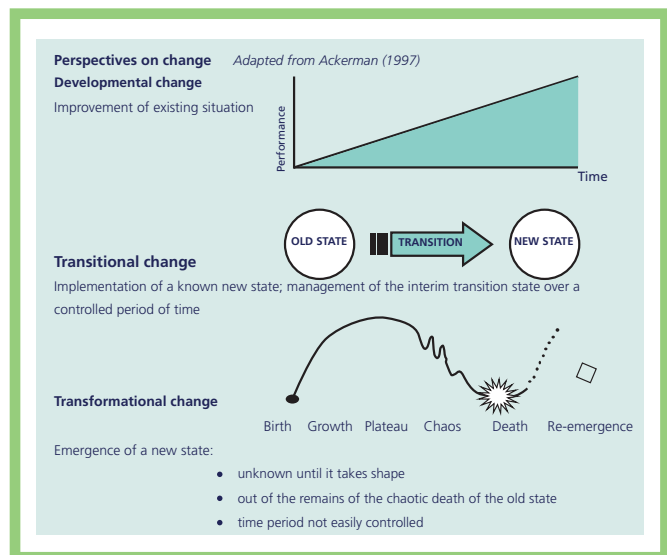 Perspectives on change Adapted from Ackerman (1997)
Developmental change
Improvement of existing situation
Performance
Time
OLD STATE TRANSITION NEW STATE
Transitional change
Implementation of a known new state; management of the interim transition state over a
controlled period of time
Transformational change
Birth Growth Plateau Chaos Death Re-emergence
Emergence of a new state:
• unknown until it takes shape
• out of the remains of the chaotic death of the old state
• time period not easily controlled